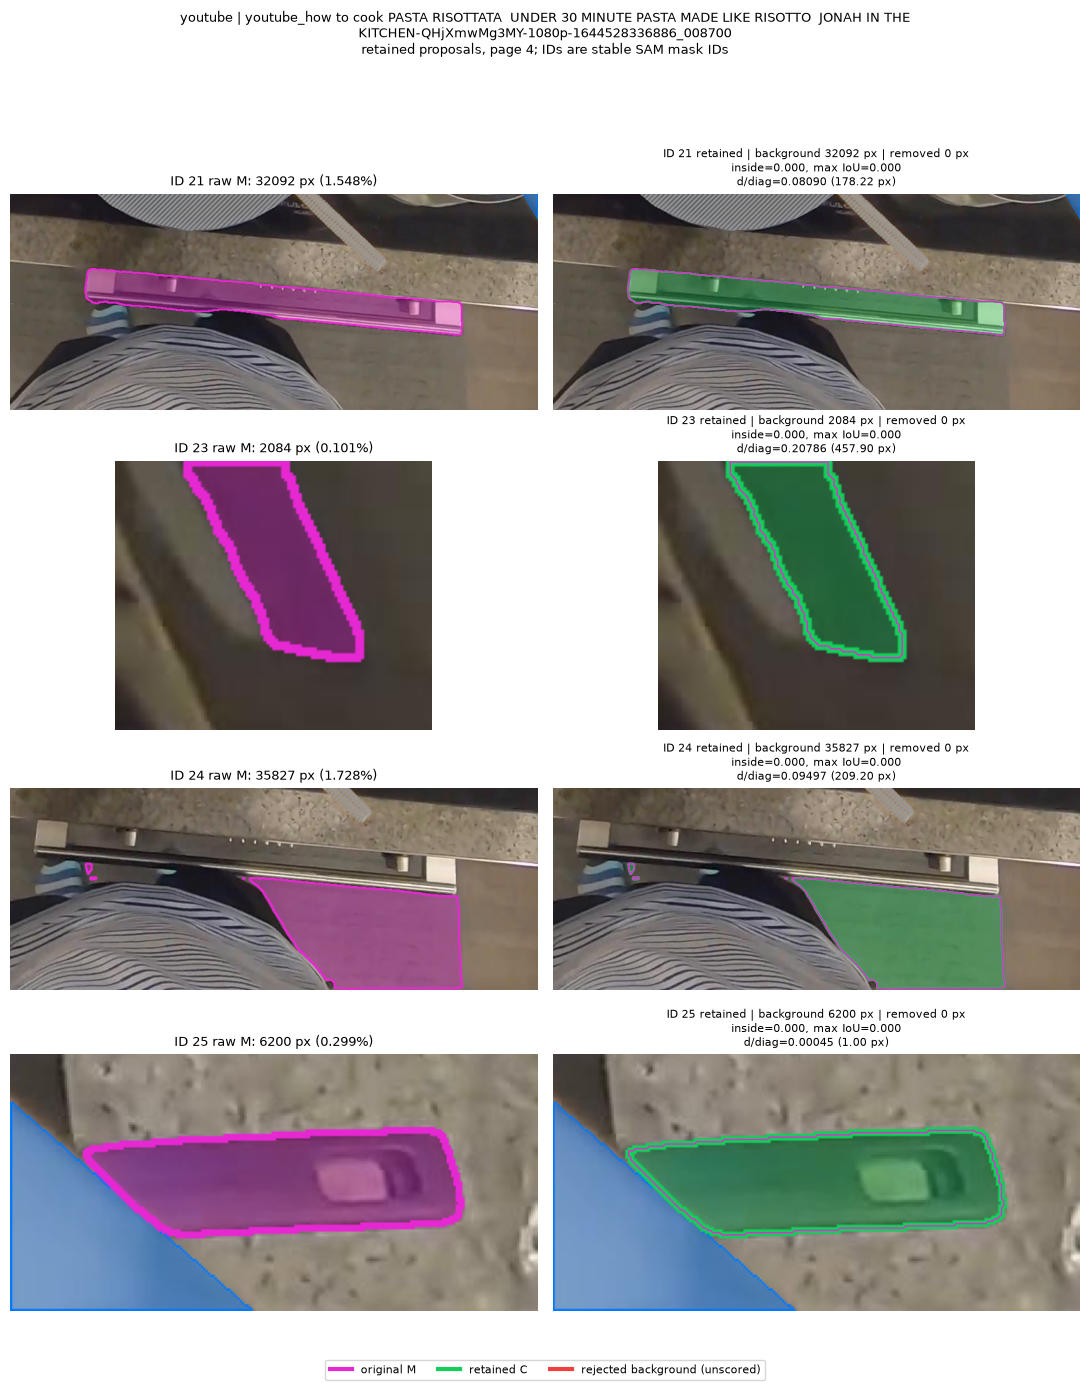 youtube | youtube_how to cook PASTA RISOTTATA  UNDER 30 MINUTE PASTA MADE LIKE RISOTTO  JONAH IN THE
KITCHEN-QHjXmwMg3MY-1080p-1644528336886_008700
retained proposals, page 4; IDs are stable SAM mask IDs
ID 21 raw M: 32092 px (1.548%)
ID 21 retained | background 32092 px | removed 0 px
inside=0.000, max IoU=0.000
d/diag=0.08090 (178.22 px)
ID 23 raw M: 2084 px (0.101%)
ID 23 retained | background 2084 px | removed 0 px
inside=0.000, max IoU=0.000
d/diag=0.20786 (457.90 px)
ID 24 raw M: 35827 px (1.728%)
ID 24 retained | background 35827 px | removed 0 px
inside=0.000, max IoU=0.000
d/diag=0.09497 (209.20 px)
ID 25 raw M: 6200 px (0.299%)
ID 25 retained | background 6200 px | removed 0 px
inside=0.000, max IoU=0.000
d/diag=0.00045 (1.00 px)
original M
retained C
rejected background (unscored)